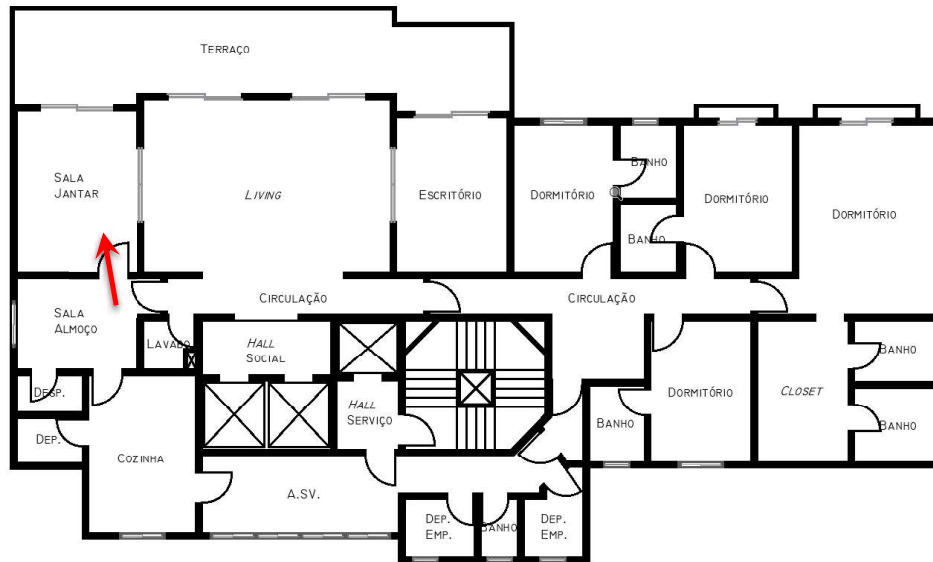 TERRAÇO
SALA
JANTAR
LIVING
ESCRITÓRIO
DORMITÓRIO
BANHO
BANHO
DORMITÓRIO
DORMITÓRIO
SALA
ALMOÇO
CIRCULAÇÃO
CIRCULAÇÃO
LAVABO
HALL
SOCIAL
HALL
SERVIÇO
DESP.
DEP.
COZINHA
A.SV.
BANHO
DORMITÓRIO
CLOSET
BANHO
BANHO
DEP.
EMP.
BANHO
DEP.
EMP.